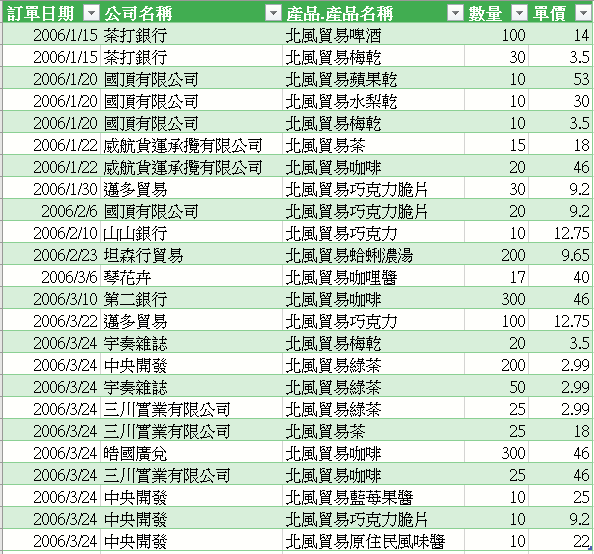 訂單日期 公司名稱 產品.產品名稱 數量 單價
2006/1/15 茶打銀行 北風貿易啤酒 100 14
2006/1/15 茶打銀行 北風貿易梅乾 30 3.5
2006/1/20 國頂有限公司 北風貿易蘋果乾 10 53
2006/1/20 國頂有限公司 北風貿易水梨乾 10 30
2006/1/20 國頂有限公司 北風貿易梅乾 10 3.5
2006/1/22 威航貨運承攬有限公司 北風貿易茶 15 18
2006/1/22 威航貨運承攬有限公司 北風貿易咖啡 20 46
2006/1/30 邁多貿易 北風貿易巧克力脆片 30 9.2
2006/2/6 國頂有限公司 北風貿易巧克力脆片 20 9.2
2006/2/10 山山銀行 北風貿易巧克力 10 12.75
2006/2/23 坦森行貿易 北風貿易蛤蜊濃湯 200 9.65
2006/3/6 琴花卉 北風貿易咖哩醬 17 40
2006/3/10 第二銀行 北風貿易咖啡 300 46
2006/3/22 邁多貿易 北風貿易巧克力 100 12.75
2006/3/24 宇奏雜誌 北風貿易梅乾 20 3.5
2006/3/24 中央開發 北風貿易綠茶 200 2.99
2006/3/24 宇奏雜誌 北風貿易綠茶 50 2.99
2006/3/24 三川實業有限公司 北風貿易綠茶 25 2.99
2006/3/24 三川實業有限公司 北風貿易茶 25 18
2006/3/24 皓國廣兌 北風貿易咖啡 300 46
2006/3/24 三川實業有限公司 北風貿易咖啡 25 46
2006/3/24 中央開發 北風貿易藍莓果醬 10 25
2006/3/24 中央開發 北風貿易巧克力脆片 10 9.2
2006/3/24 中央開發 北風貿易原住民風味醬 10 22